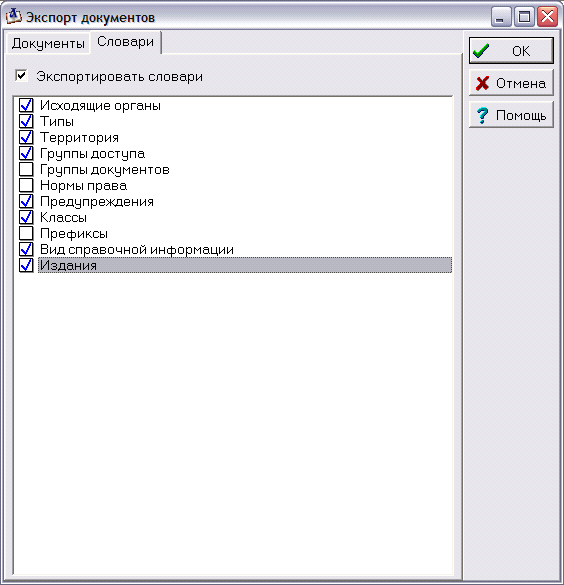 Экспорт документов
Документы
Словари
Экспортировать словари
Исходящие органы
Типы
Территория
Группы доступа
Группы документов
Нормы права
Предупреждения
Классы
Префиксы
Вид справочной информации
Издания
OK
Отмена
Помощь